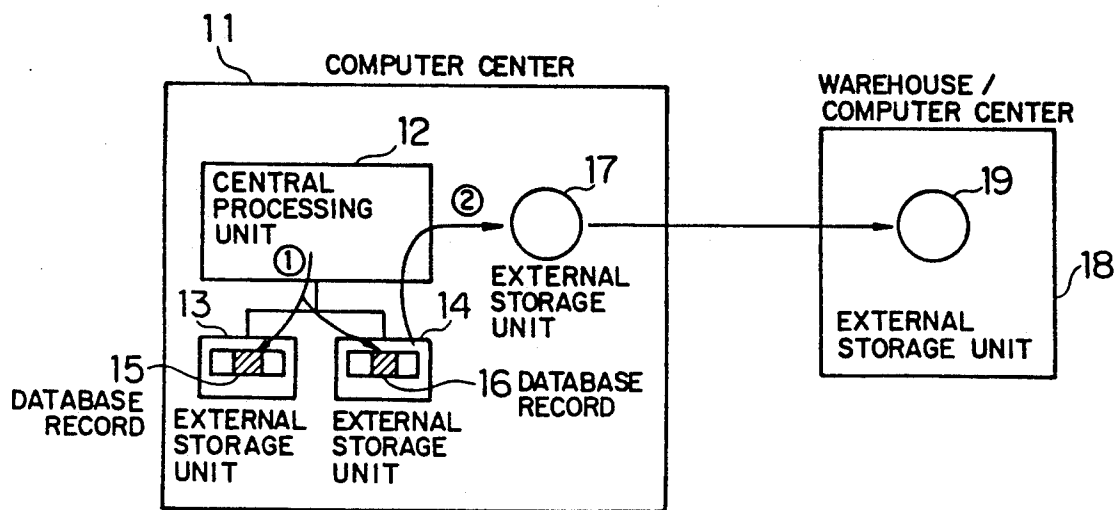 11
COMPUTER CENTER
WAREHOUSE /
COMPUTER CENTER
12
CENTRAL
PROCESSING
UNIT
①
②
17
EXTERNAL
STORAGE
UNIT
19
18
EXTERNAL
STORAGE UNIT
13
14
15
DATABASE
RECORD
16 DATABASE
RECORD
EXTERNAL
STORAGE
UNIT
EXTERNAL
STORAGE
UNIT